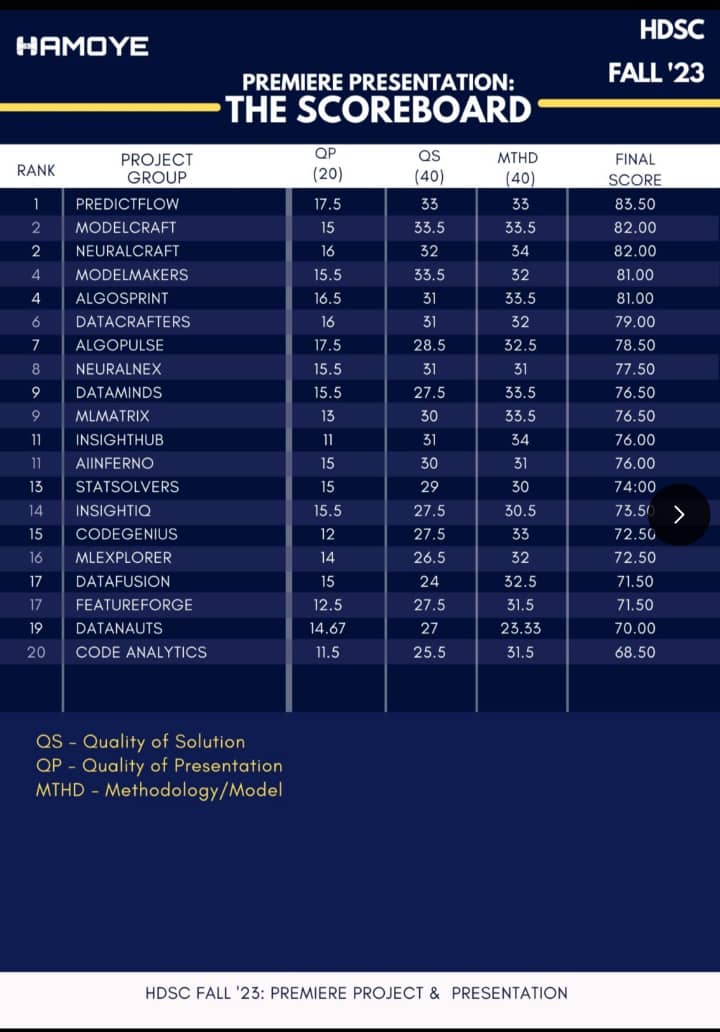 HAMOYE
HDSC
FALL '23
PREMIERE PRESENTATION:
THE SCOREBOARD
RANK PROJECT GROUP QP (20) QS (40) MTHD (40) FINAL SCORE
1 PREDICTFLOW 17.5 33 33 83.50
2 MODELCRAFT 15 33.5 33.5 82.00
2 NEURALCRAFT 16 32 34 82.00
4 MODELMAKERS 15.5 33.5 32 81.00
4 ALGOSPRINT 16.5 31 33.5 81.00
6 DATACRAFTERS 16 31 32 79.00
7 ALGOPULSE 17.5 28.5 32.5 78.50
8 NEURALNEX 15.5 31 31 77.50
9 DATAMINDS 15.5 27.5 33.5 76.50
9 MLMATRIX 13 30 33.5 76.50
11 INSIGHTHUB 11 31 34 76.00
11 AIINFERNO 15 30 31 76.00
13 STATSOLVERS 15 29 30 74:00
14 INSIGHTIQ 15.5 27.5 30.5 73.50
15 CODEGENIUS 12 27.5 33 72.50
16 MLEXPLORER 14 26.5 32 72.50
17 DATAFUSION 15 24 32.5 71.50
17 FEATUREFORGE 12.5 27.5 31.5 71.50
19 DATANAUTS 14.67 27 23.33 70.00
20 CODE ANALYTICS 11.5 25.5 31.5 68.50
QS - Quality of Solution
QP - Quality of Presentation
MTHD - Methodology/Model
HDSC FALL '23: PREMIERE PROJECT & PRESENTATION